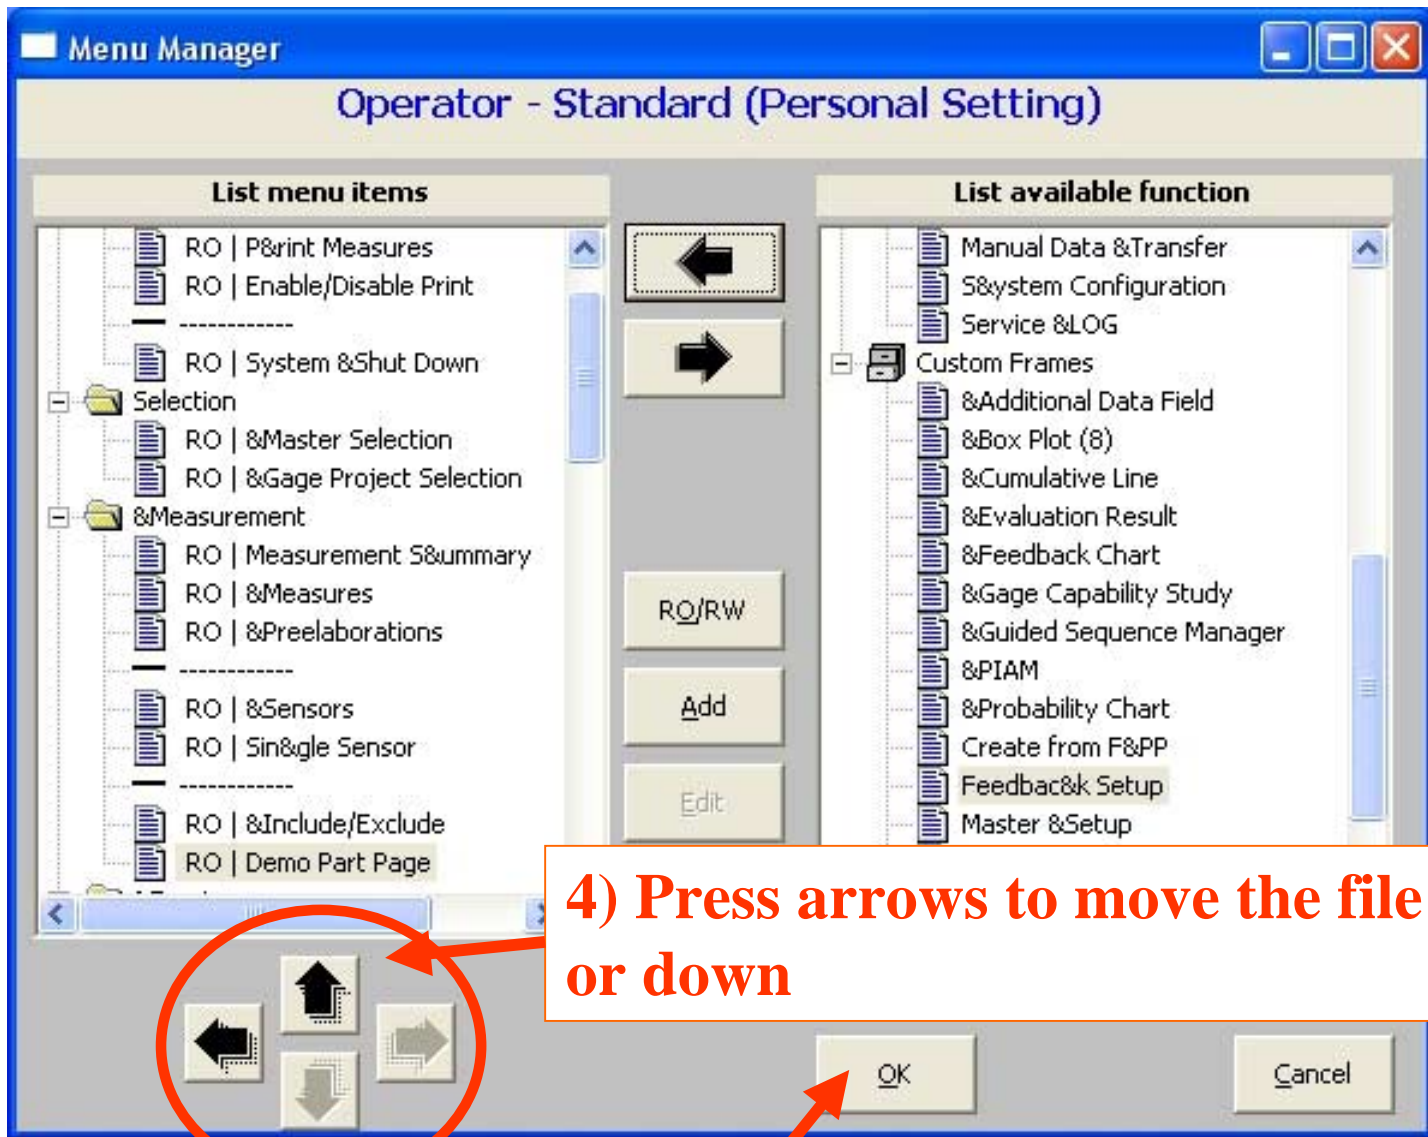 Menu Manager
Operator - Standard (Personal Setting)
List menu items
RO | P&rint Measures
RO | Enable/Disable Print
------------
RO | System &Shut Down
Selection
RO | &Master Selection
RO | &Gage Project Selection
&Measurement
RO | Measurement S&ummary
RO | &Measures
RO | &Preelaborations
------------
RO | &Sensors
RO | Sin&gle Sensor
------------
RO | &Include/Exclude
RO | Demo Part Page
RO/RW
Add
Edit
List available function
Manual Data &Transfer
S&ystem Configuration
Service &LOG
Custom Frames
&Additional Data Field
&Box Plot (8)
&Cumulative Line
&Evaluation Result
&Feedback Chart
&Gage Capability Study
&Guided Sequence Manager
&PIAM
&Probability Chart
Create from F&PP
Feedbac&k Setup
Master &Setup
4) Press arrows to move the file
or down
OK
Cancel